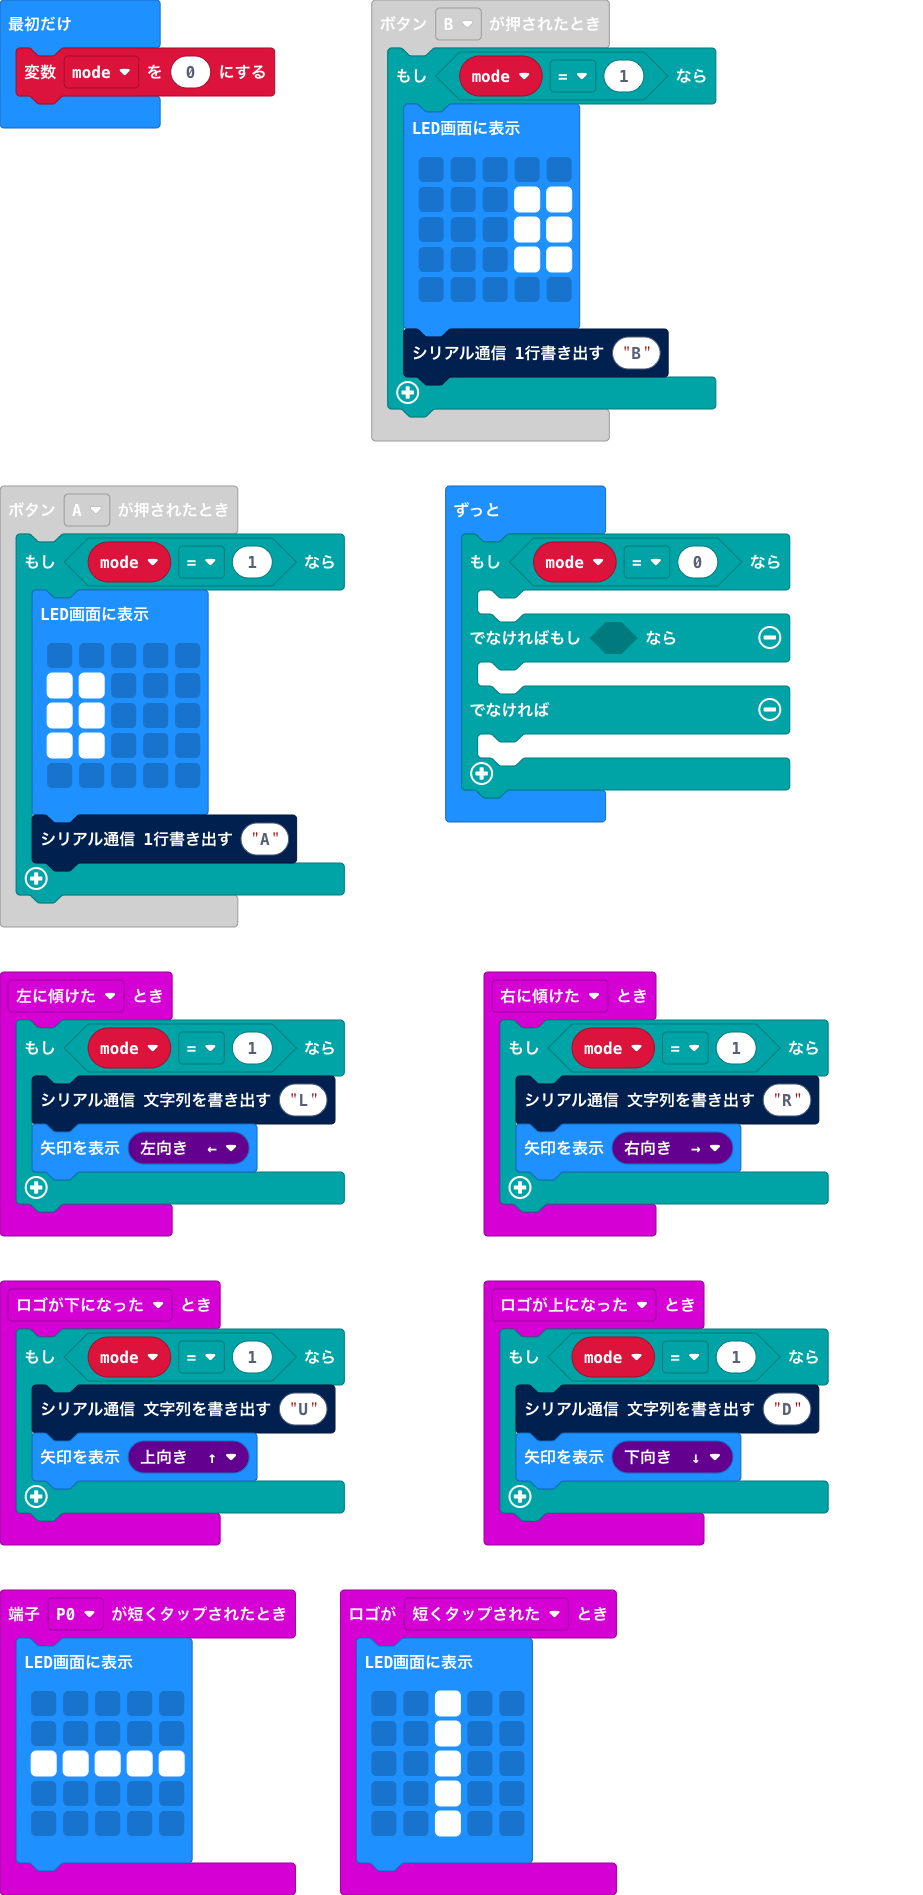 最初だけ
変数 mode を 0 にする
ボタン B が押されたとき
もし mode = 1 なら
LED画面に表示
シリアル通信 1行書き出す "B"
ボタン A が押されたとき
もし mode = 1 なら
LED画面に表示
シリアル通信 1行書き出す "A"
ずっと
もし mode = 0 なら
でなければもし なら
でなければ
左に傾けた とき
もし mode = 1 なら
シリアル通信 文字列を書き出す "L"
矢印を表示 左向き ←
右に傾けた とき
もし mode = 1 なら
シリアル通信 文字列を書き出す "R"
矢印を表示 右向き →
ロゴが下になった とき
もし mode = 1 なら
シリアル通信 文字列を書き出す "U"
矢印を表示 上向き ↑
ロゴが上になった とき
もし mode = 1 なら
シリアル通信 文字列を書き出す "D"
矢印を表示 下向き ↓
端子 P0 が短くタップされたとき
LED画面に表示
ロゴが 短くタップされた とき
LED画面に表示